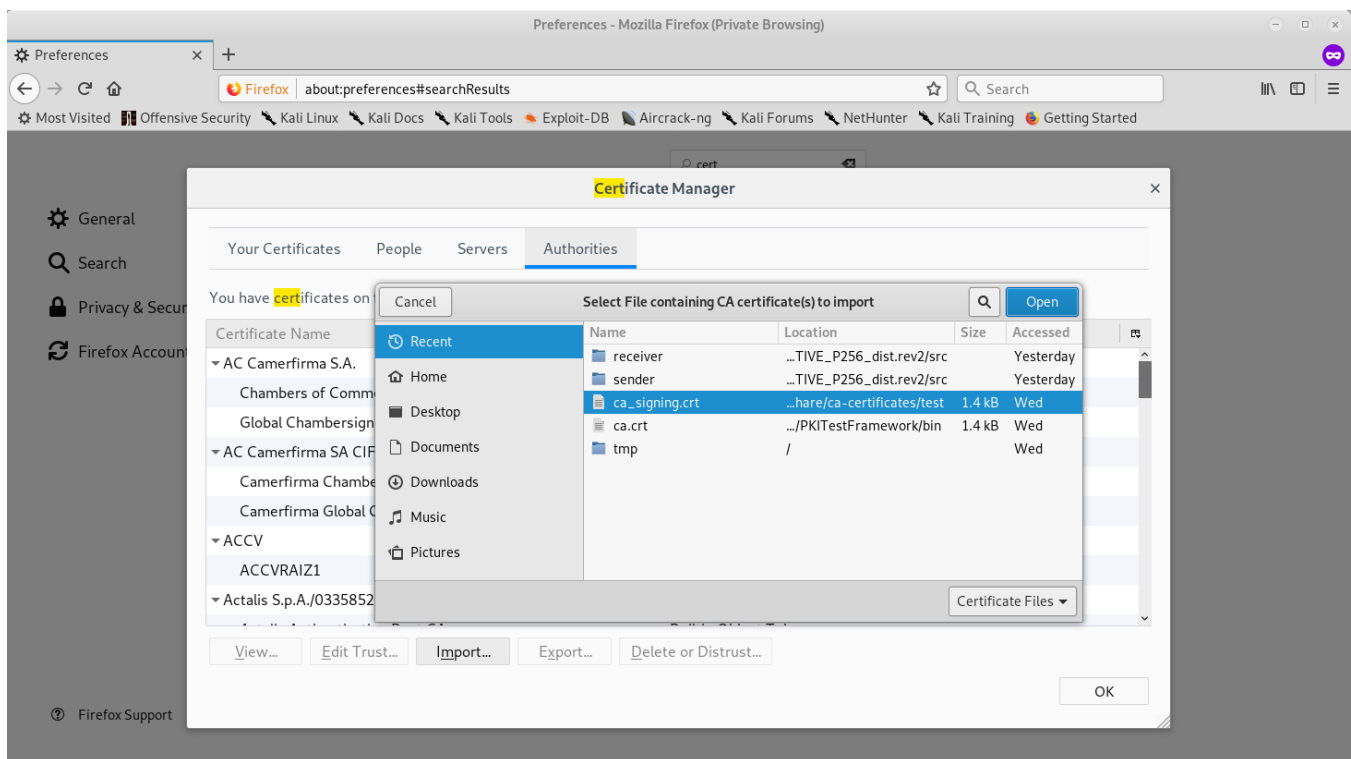 Preferences - Mozilla Firefox (Private Browsing)
Preferences
Firefox about:preferences#searchResults Search
Most Visited Offensive Security Kali Linux Kali Docs Kali Tools Exploit-DB Aircrack-ng Kali Forums NetHunter Kali Training Getting Started
cert
Certificate Manager
General
Search
Privacy & Secur
Firefox Accoun
Your Certificates People Servers Authorities
You have certificates on
Certificate Name
AC Camerfirma S.A.
Chambers of Comm
Global Chambersign
AC Camerfirma SA CIF
Camerfirma Chambe
Camerfirma Global
ACCV
ACCVRAIZ1
Actalis S.p.A./0335852
Cancel Select File containing CA certificate(s) to import Open
Recent
Home
Desktop
Documents
Downloads
Music
Pictures
Name Location Size Accessed
receiver ...TIVE_P256_dist.rev2/src Yesterday
sender ...TIVE_P256_dist.rev2/src Yesterday
ca_signing.crt ...hare/ca-certificates/test 1.4 kB Wed
ca.crt .../PKITestFramework/bin 1.4 kB Wed
tmp / Wed
Certificate Files
View... Edit Trust... Import... Export... Delete or Distrust...
OK
Firefox Support